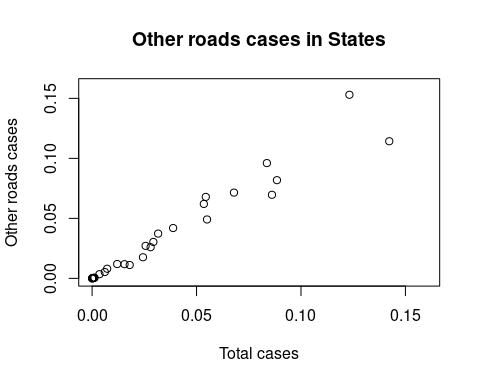 Other roads cases in States
Other roads cases
0.15
0.10
0.05
0.00
0.00 0.05 0.10 0.15
Total cases